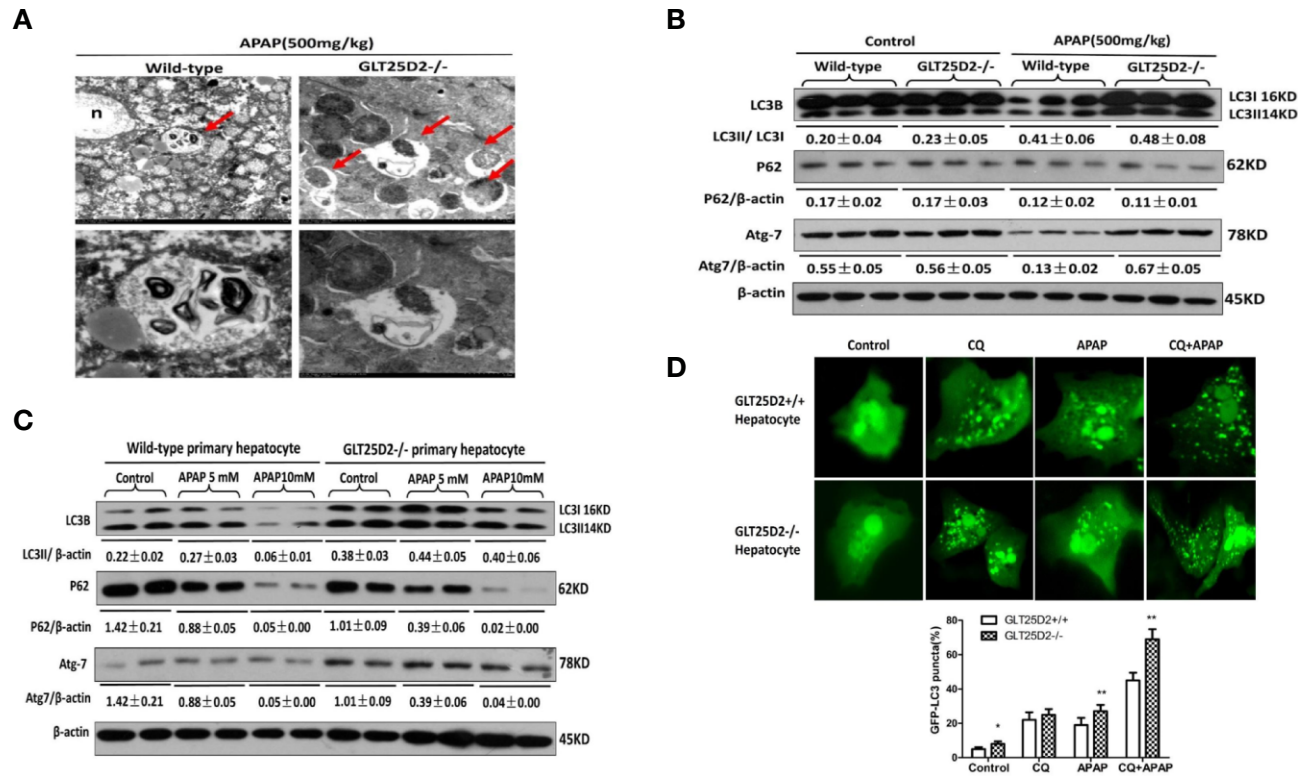 A
APAP(500mg/kg)
Wild-type GLT25D2-/-
n
B
Control APAP(500mg/kg)
Wild-type GLT25D2-/- Wild-type GLT25D2-/-
LC3B LC3I 16KD
LC3II14KD
LC3II/ LC3I 0.20±0.04 0.23±0.05 0.41±0.06 0.48±0.08
P62 62KD
P62/β-actin 0.17±0.02 0.17±0.03 0.12±0.02 0.11±0.01
Atg-7 78KD
Atg7/β-actin 0.55±0.05 0.56±0.05 0.13±0.02 0.67±0.05
β-actin 45KD
C
Wild-type primary hepatocyte GLT25D2-/- primary hepatocyte
Control APAP 5 mM APAP10mM Control APAP 5 mM APAP10mM
LC3B LC3I 16KD
LC3II14KD
LC3II/ β-actin 0.22±0.02 0.27±0.03 0.06±0.01 0.38±0.03 0.44±0.05 0.40±0.06
P62 62KD
P62/β-actin 1.42±0.21 0.88±0.05 0.05±0.00 1.01±0.09 0.39±0.06 0.02±0.00
Atg-7 78KD
Atg7/β-actin 1.42±0.21 0.88±0.05 0.05±0.00 1.01±0.09 0.39±0.06 0.04±0.00
β-actin 45KD
D
Control CQ APAP CQ+APAP
GLT25D2+/+
Hepatocyte
GLT25D2-/-
Hepatocyte
GFP-LC3 puncta(%)
80
60
40
20
0
GLT25D2+/+
GLT25D2-/-
* ** **
Control CQ APAP CQ+APAP